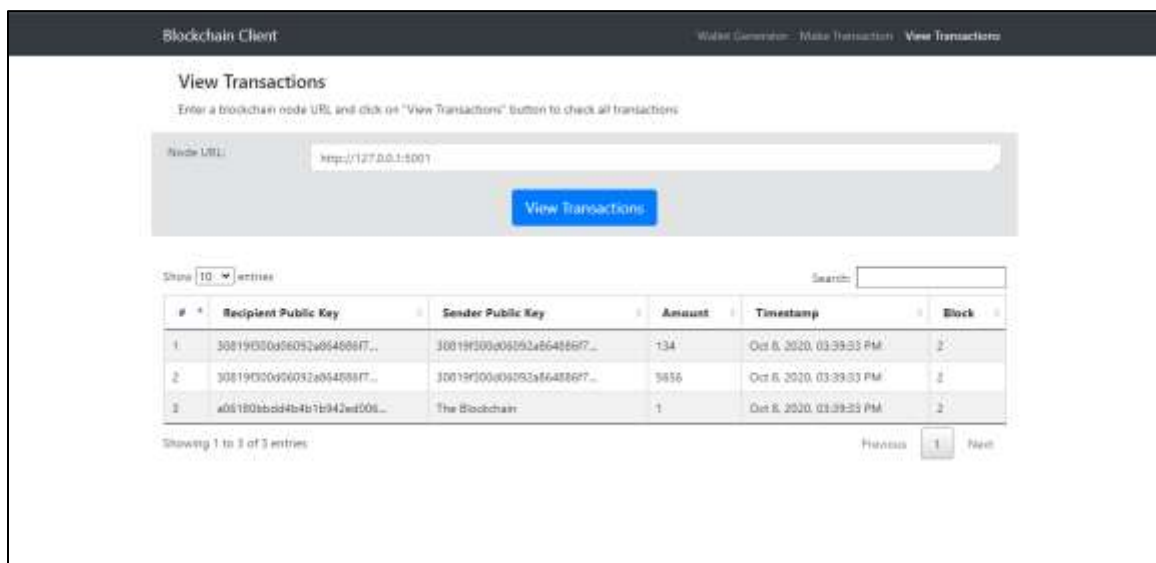 Blockchain Client Wallet Generator Make Transaction View Transactions
View Transactions
Enter a blockchain node URL and click on "View Transactions" button to check all transactions
Node URL: http://127.0.0.1:5001
View Transactions
Show 10 entries Search:
# Recipient Public Key Sender Public Key Amount Timestamp Block
1 30819f300d06092a864886f7... 30819f300d06092a864886f7... 134 Oct 8, 2020, 03:39:33 PM 2
2 30819f300d06092a864886f7... 30819f300d06092a864886f7... 5656 Oct 8, 2020, 03:39:33 PM 2
3 The Blockchain 1 Oct 8, 2020, 03:39:33 PM 2
Showing 1 to 3 of 3 entries Previous 1 Next